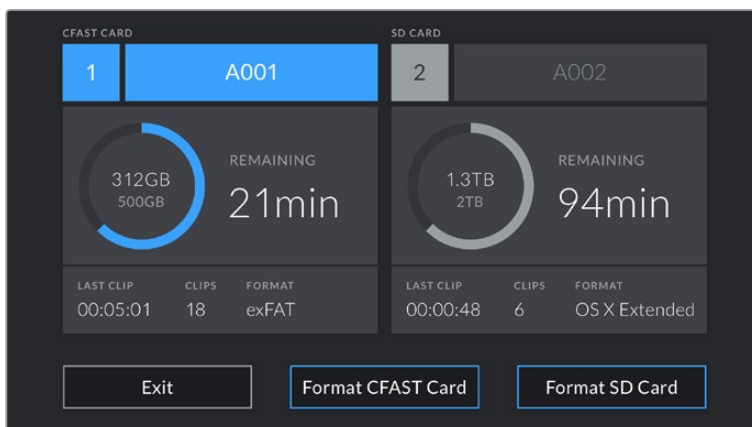 CFAST CARD
1 A001
312GB
500GB
REMAINING
21min
LAST CLIP CLIPS FORMAT
00:05:01 18 exFAT
SD CARD
2 A002
1.3TB
2TB
REMAINING
94min
LAST CLIP CLIPS FORMAT
00:00:48 6 OS X Extended
Exit Format CFAST Card Format SD Card